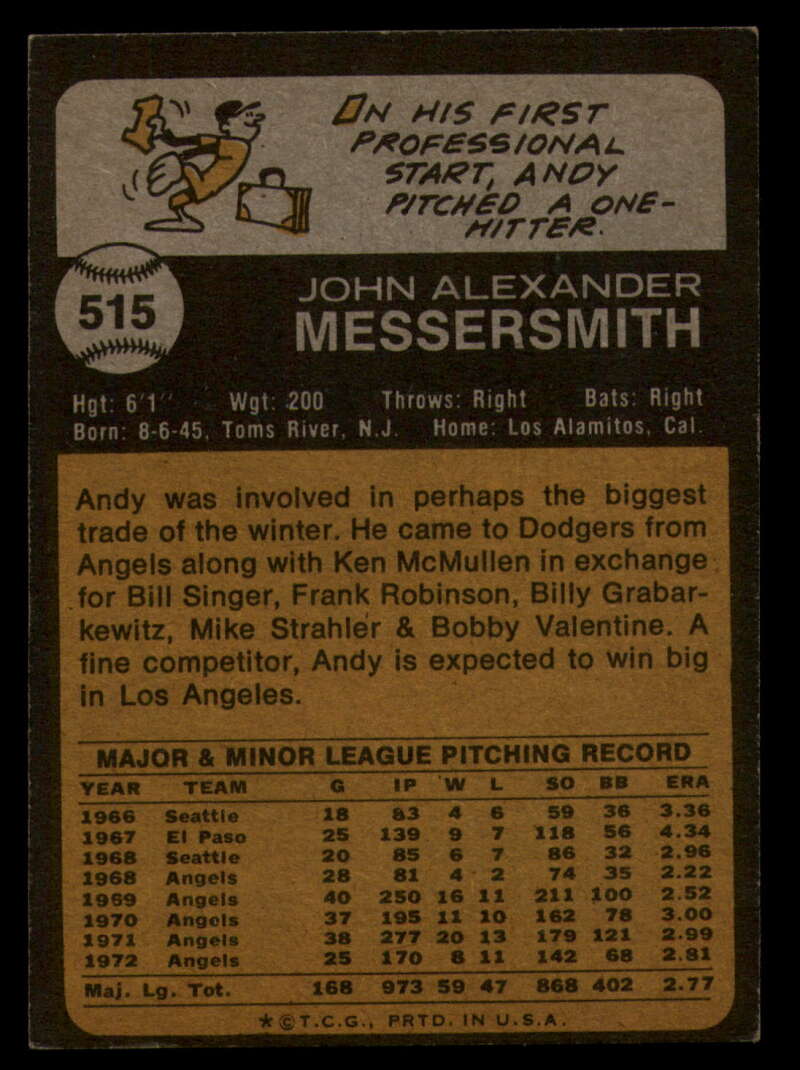 IN HIS FIRST
PROFESSIONAL
START, ANDY
PITCHED A ONE-
HITTER.
515
JOHN ALEXANDER
MESSERSMITH
Hgt: 6'1" Wgt: 200 Throws: Right Bats: Right
Born: 8-6-45, Toms River, N.J. Home: Los Alamitos, Cal.
Andy was involved in perhaps the biggest
trade of the winter. He came to Dodgers from
Angels along with Ken McMullen in exchange
for Bill Singer, Frank Robinson, Billy Grabar-
kewitz, Mike Strahler & Bobby Valentine. A
fine competitor, Andy is expected to win big
in Los Angeles.
MAJOR & MINOR LEAGUE PITCHING RECORD
YEAR TEAM G IP W L SO BB ERA
1966 Seattle 18 83 4 6 59 36 3.36
1967 El Paso 25 139 9 7 118 56 4.34
1968 Seattle 20 85 6 7 86 32 2.96
1968 Angels 28 81 4 2 74 35 2.22
1969 Angels 40 250 16 11 211 100 2.52
1970 Angels 37 195 11 10 162 78 3.00
1971 Angels 38 277 20 13 179 121 2.99
1972 Angels 25 170 8 11 142 68 2.81
Maj. Lg. Tot. 168 973 59 47 868 402 2.77
*©T.C.G., PRTD. IN U.S.A.